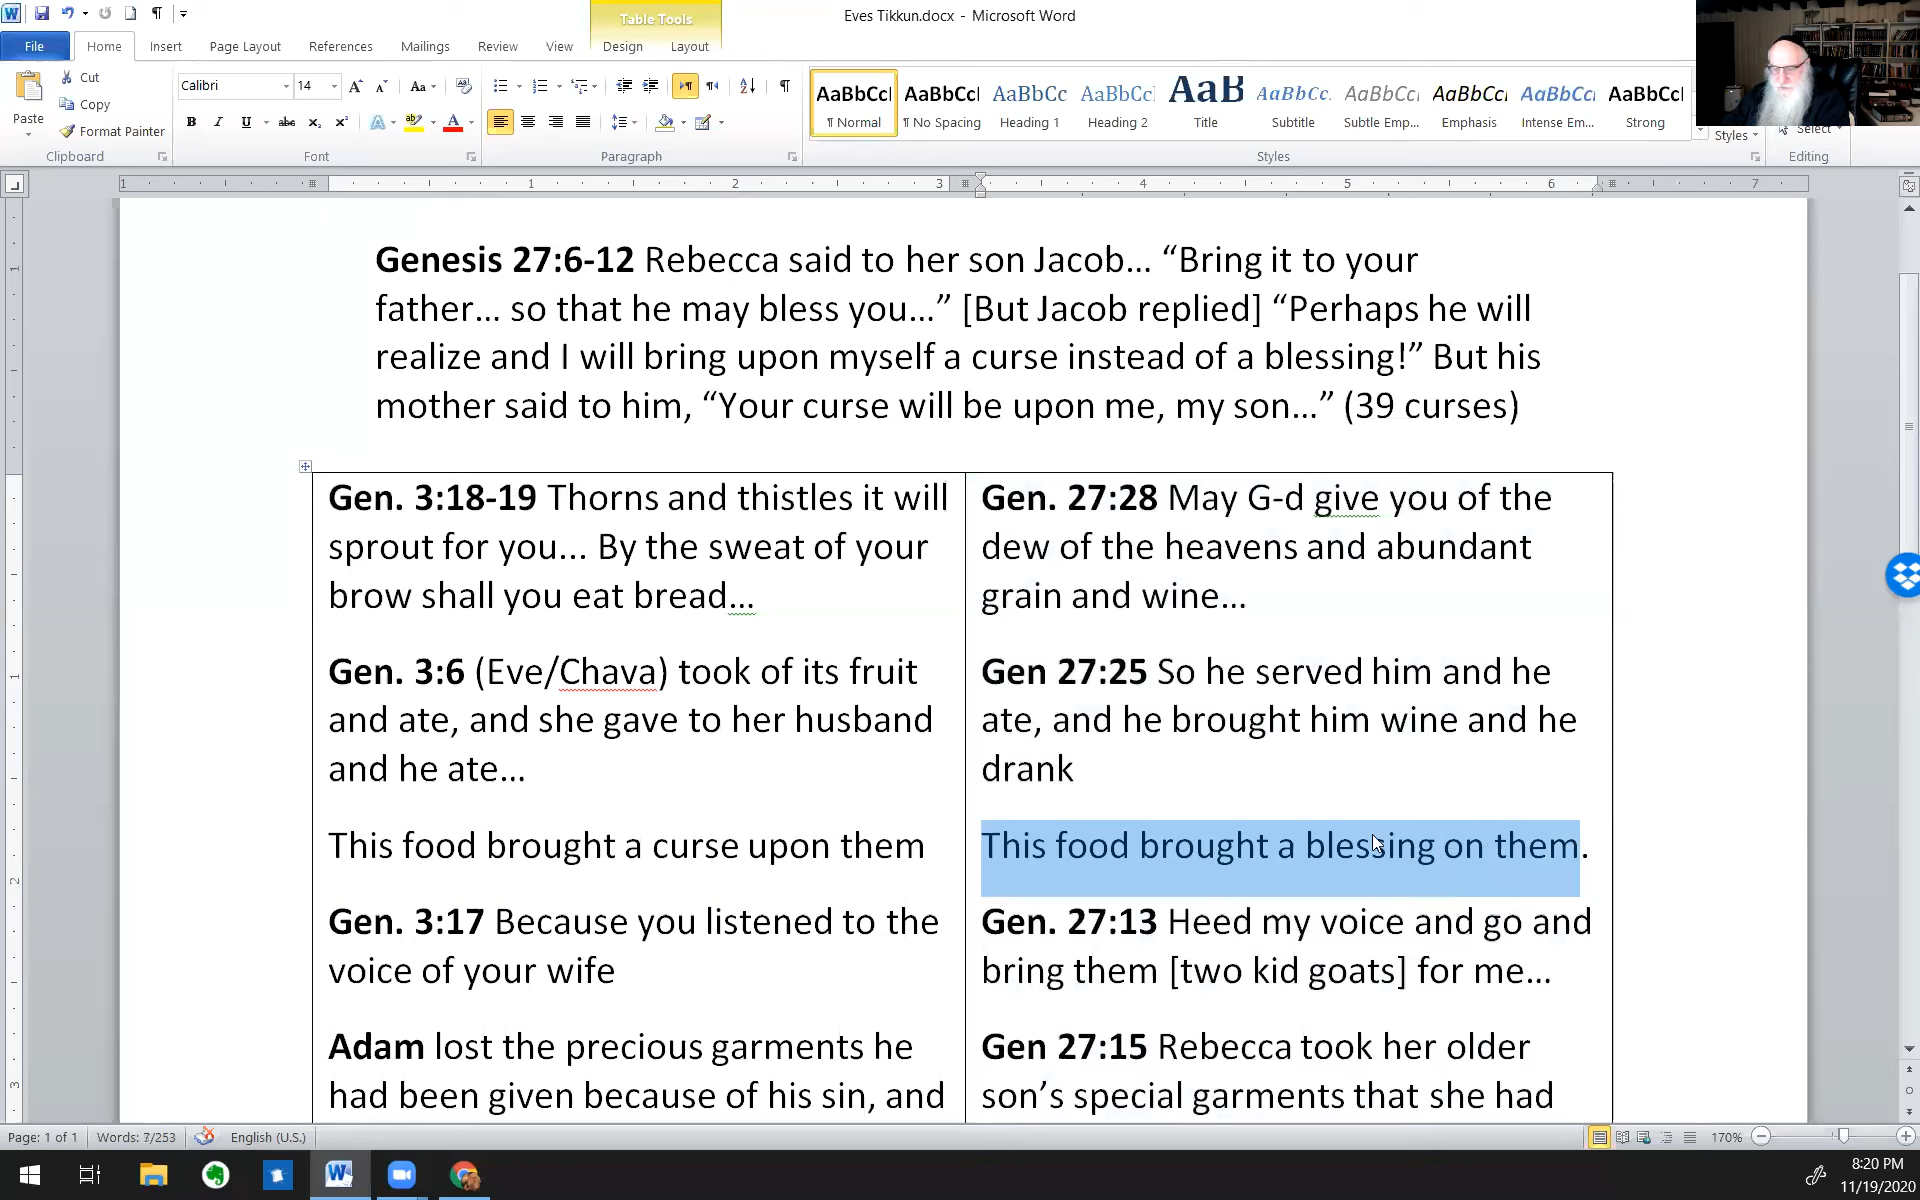 Table Tools
Eves Tikkun.docx - Microsoft Word
File Home Insert Page Layout References Mailings Review View Design Layout
Paste
Cut
Copy
Format Painter
Clipboard
Calibri 14
Font
Paragraph
AaBbCcI AaBbCcI AaBbCc AaBbCcI AaB AaBbCc. AaBbCcI AaBbCcI AaBbCcI AaBbCcI
¶ Normal ¶ No Spacing Heading 1 Heading 2 Title Subtitle Subtle Emp... Emphasis Intense Em... Strong
Styles
Styles
Select
Editing
1 1 2 3 4 5 6 7
Genesis 27:6-12 Rebecca said to her son Jacob… “Bring it to your
father… so that he may bless you…” [But Jacob replied] “Perhaps he will
realize and I will bring upon myself a curse instead of a blessing!” But his
mother said to him, “Your curse will be upon me, my son…” (39 curses)
Gen. 3:18-19 Thorns and thistles it will
sprout for you... By the sweat of your
brow shall you eat bread…
Gen. 3:6 (Eve/Chava) took of its fruit
and ate, and she gave to her husband
and he ate…
This food brought a curse upon them
Gen. 3:17 Because you listened to the
voice of your wife
Adam lost the precious garments he
had been given because of his sin, and
Gen. 27:28 May G-d give you of the
dew of the heavens and abundant
grain and wine…
Gen 27:25 So he served him and he
ate, and he brought him wine and he
drank
This food brought a blessing on them.
Gen. 27:13 Heed my voice and go and
bring them [two kid goats] for me…
Gen 27:15 Rebecca took her older
son’s special garments that she had
Page: 1 of 1 Words: 7/253 English (U.S.) 170%
8:20 PM
11/19/2020